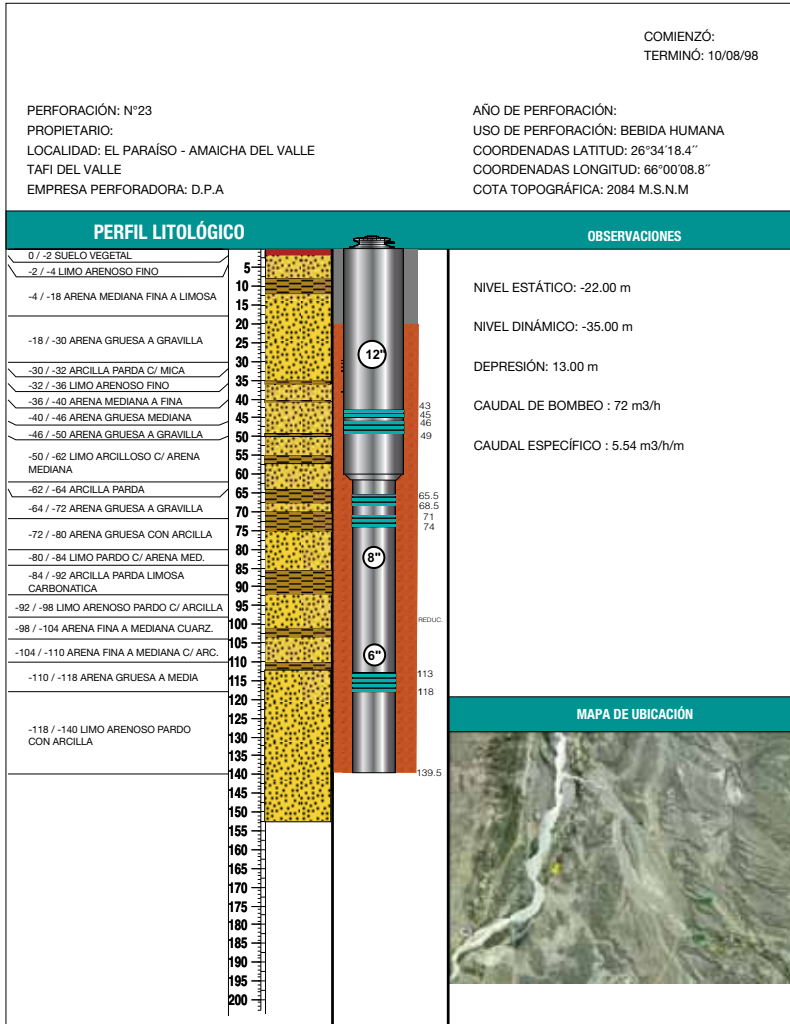 COMIENZÓ:
TERMINÓ: 10/08/98
PERFORACIÓN: N°23
PROPIETARIO:
LOCALIDAD: EL PARAÍSO - AMAICHA DEL VALLE
TAFI DEL VALLE
EMPRESA PERFORADORA: D.P.A
AÑO DE PERFORACIÓN:
USO DE PERFORACIÓN: BEBIDA HUMANA
COORDENADAS LATITUD: 26°34´18.4´´
COORDENADAS LONGITUD: 66°00´08.8´´
COTA TOPOGRÁFICA: 2084 M.S.N.M
PERFIL LITOLÓGICO
OBSERVACIONES
0 / -2 SUELO VEGETAL
-2 / -4 LIMO ARENOSO FINO
-4 / -18 ARENA MEDIANA FINA A LIMOSA
-18 / -30 ARENA GRUESA A GRAVILLA
-30 / -32 ARCILLA PARDA C/ MICA
-32 / -36 LIMO ARENOSO FINO
-36 / -40 ARENA MEDIANA A FINA
-40 / -46 ARENA GRUESA MEDIANA
-46 / -50 ARENA GRUESA A GRAVILLA
-50 / -62 LIMO ARCILLOSO C/ ARENA
MEDIANA
-62 / -64 ARCILLA PARDA
-64 / -72 ARENA GRUESA A GRAVILLA
-72 / -80 ARENA GRUESA CON ARCILLA
-80 / -84 LIMO PARDO C/ ARENA MED.
-84 / -92 ARCILLA PARDA LIMOSA
CARBONATICA
-92 / -98 LIMO ARENOSO PARDO C/ ARCILLA
-98 / -104 ARENA FINA A MEDIANA CUARZ.
-104 / -110 ARENA FINA A MEDIANA C/ ARC.
-110 / -118 ARENA GRUESA A MEDIA
-118 / -140 LIMO ARENOSO PARDO
CON ARCILLA
5
10
15
20
25
30
35
40
45
50
55
60
65
70
75
80
85
90
95
100
105
110
115
120
125
130
135
140
145
150
155
160
165
170
175
180
185
190
195
200
12"
8"
6"
43
45
46
49
65.5
68.5
71
74
REDUC.
113
118
139.5
NIVEL ESTÁTICO: -22.00 m
NIVEL DINÁMICO: -35.00 m
DEPRESIÓN: 13.00 m
CAUDAL DE BOMBEO : 72 m3/h
CAUDAL ESPECÍFICO : 5.54 m3/h/m
MAPA DE UBICACIÓN